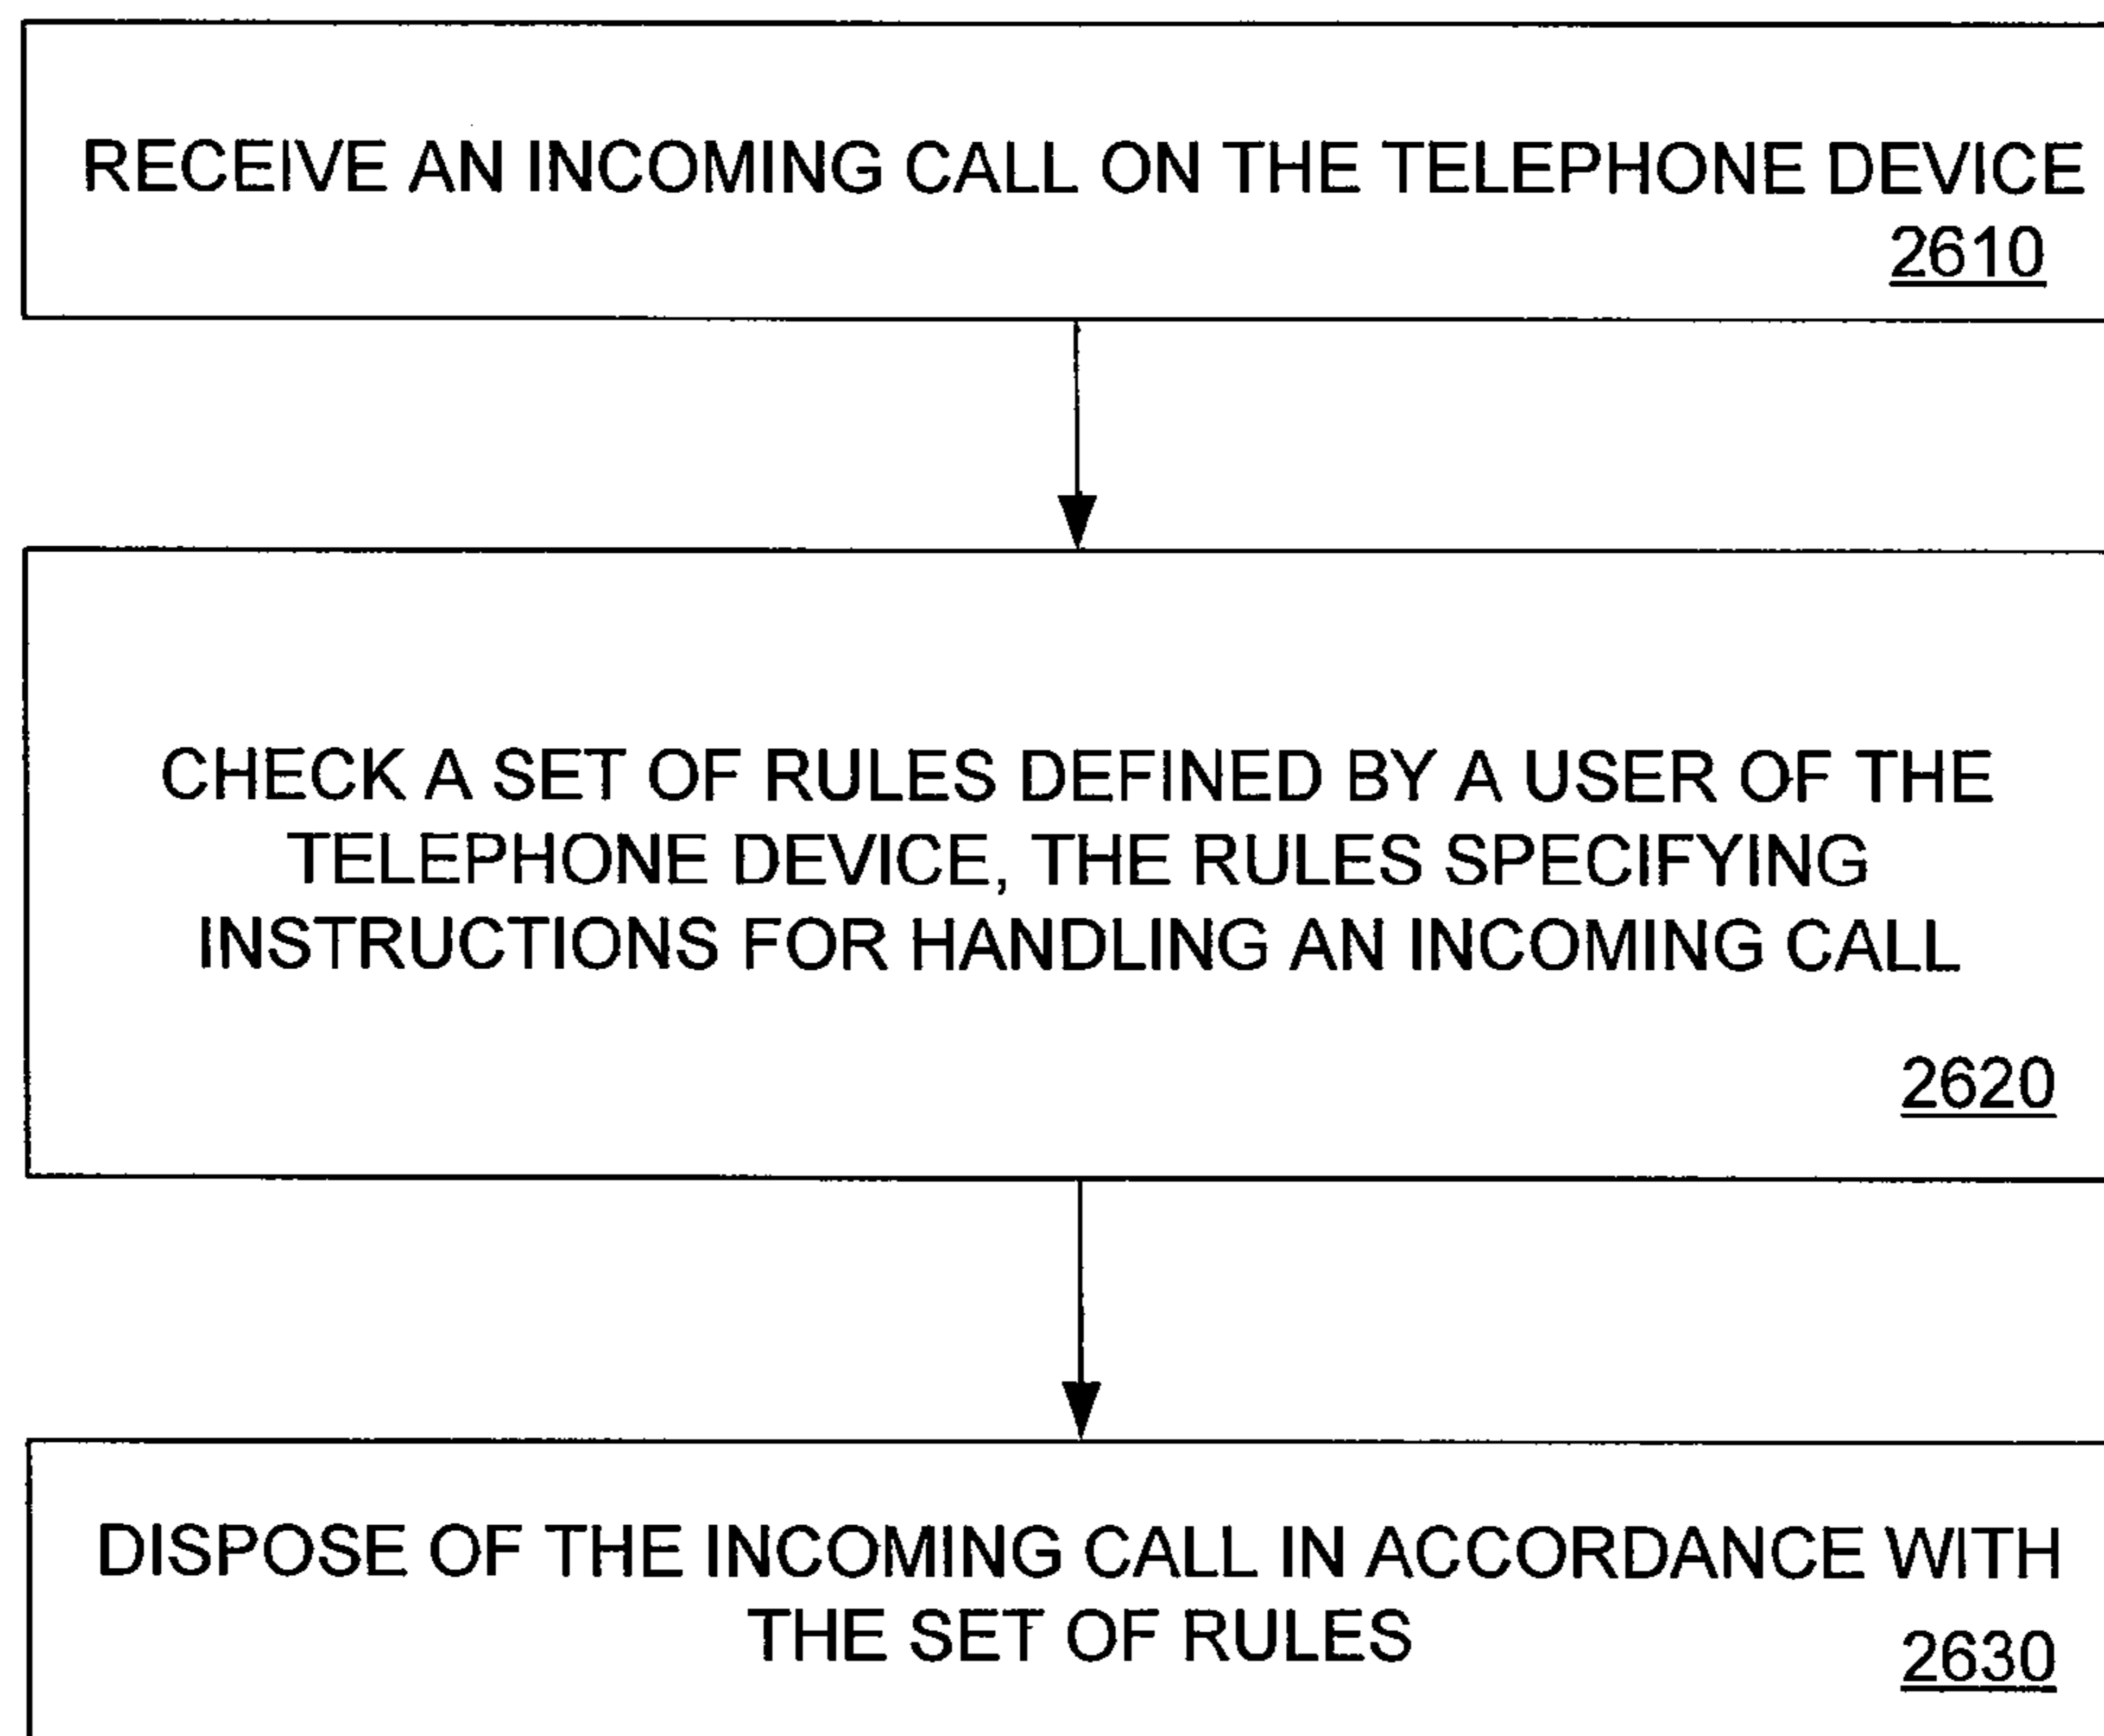 RECEIVE AN INCOMING CALL ON THE TELEPHONE DEVICE
2610
CHECK A SET OF RULES DEFINED BY A USER OF THE
TELEPHONE DEVICE, THE RULES SPECIFYING
INSTRUCTIONS FOR HANDLING AN INCOMING CALL
2620
DISPOSE OF THE INCOMING CALL IN ACCORDANCE WITH
THE SET OF RULES
2630